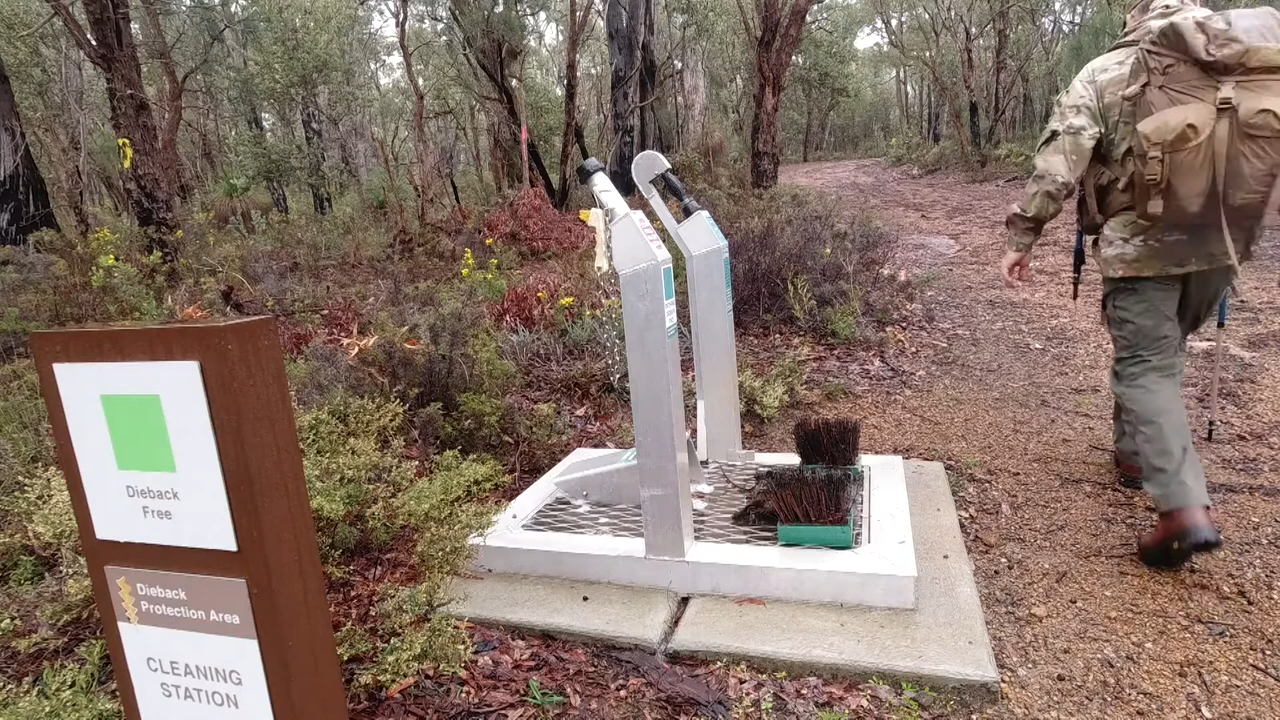 Dieback
Free
Dieback
Protection Area
CLEANING
STATION